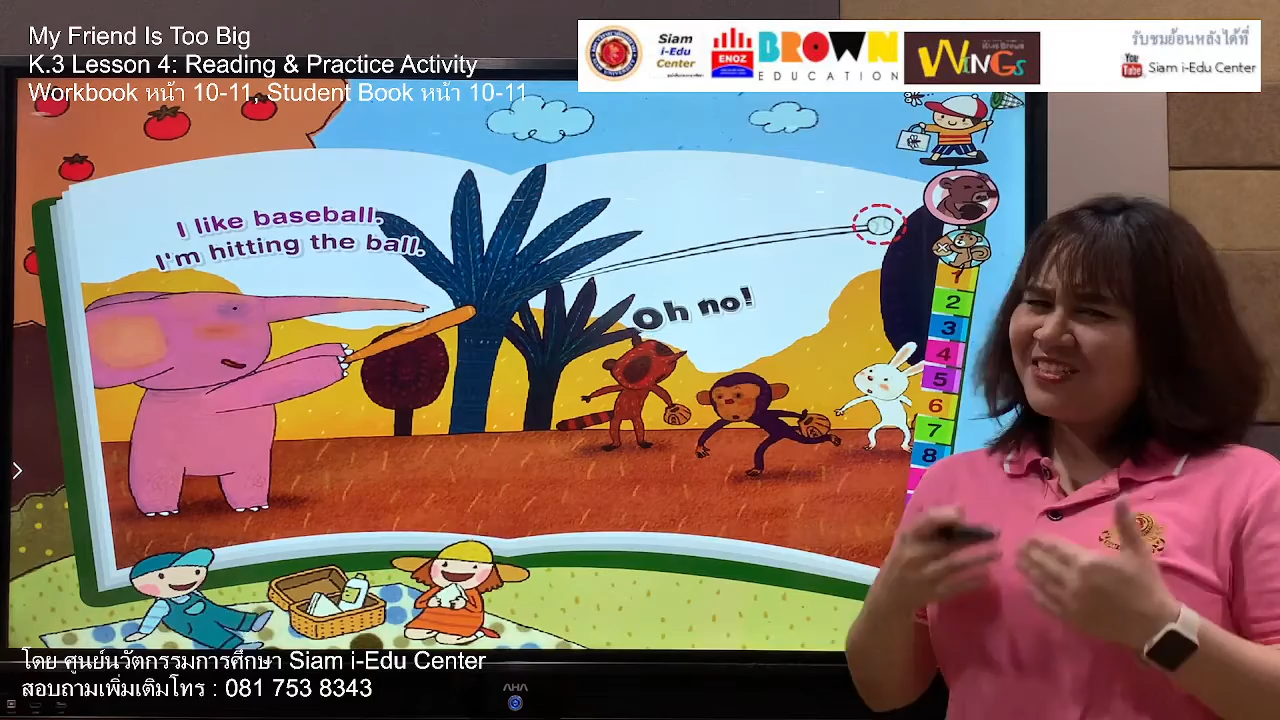 My Friend Is Too Big
K.3 Lesson 4: Reading & Practice Activity
Workbook หน้า 10-11, Student Book หน้า 10-11
Siam
i-Edu
Center
ENOZ
BROWN
EDUCATION
WINGS
รับชมย้อนหลังได้ที่
You
Tube
Siam i-Edu Center
I like baseball.
I'm hitting the ball.
Oh no!
1
2
3
4
5
6
7
8
โดย ศูนย์นวัตกรรมการศึกษา Siam i-Edu Center
สอบถามเพิ่มเติมโทร : 081 753 8343
AHA